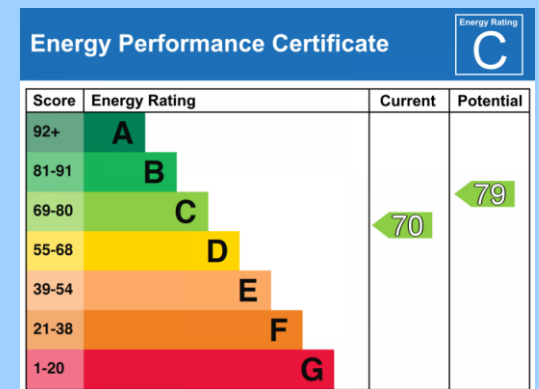 Energy Performance Certificate
Energy Rating
C
Score Energy Rating Current Potential
92+ A
81-91 B
79
69-80 C
70
55-68 D
39-54 E
21-38 F
1-20 G